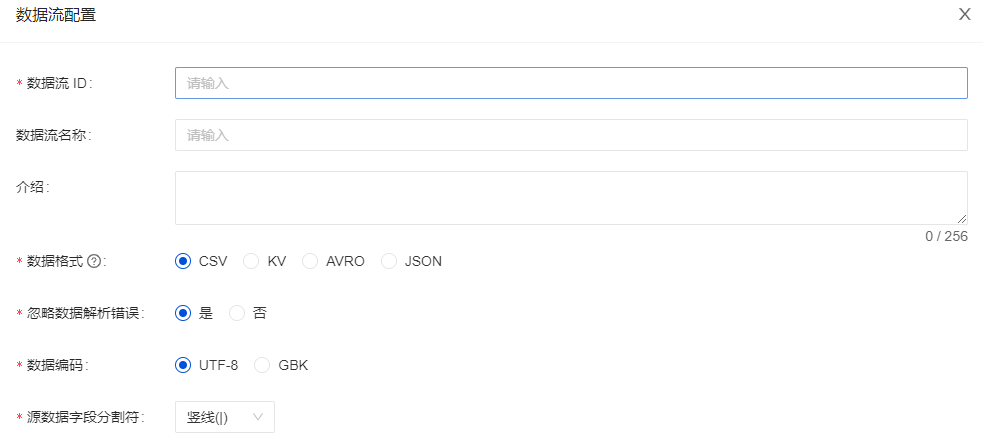 数据流配置
* 数据流 ID:
请输入
数据流名称:
请输入
介绍:
0 / 256
* 数据格式 ? : CSV KV AVRO JSON
* 忽略数据解析错误: 是 否
* 数据编码: UTF-8 GBK
* 源数据字段分割符: 竖线(|)